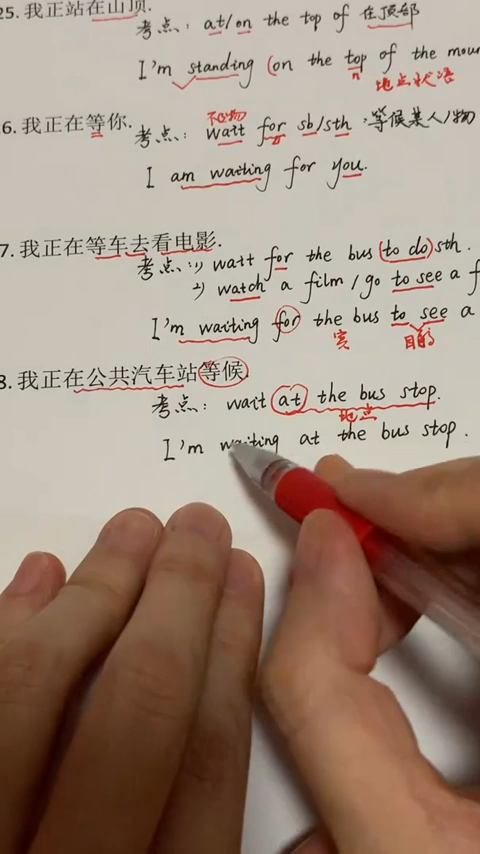 25. 我正站在山顶.
考点: at/on the top of 在顶部
I'm standing (on the top of the moun
n 地点状语
6. 我正在等你.
不及物
考点: wait for sb/sth :等候某人/物
I am waiting for you.
7. 我正在等车去看电影.
考点: 1) wait for the bus (to do) sth.
2) watch a film / go to see a f
I'm waiting for the bus to see a
宾 目的
8. 我正在公共汽车站等候.
考点: wait at the bus stop.
地点
I'm waiting at the bus stop.